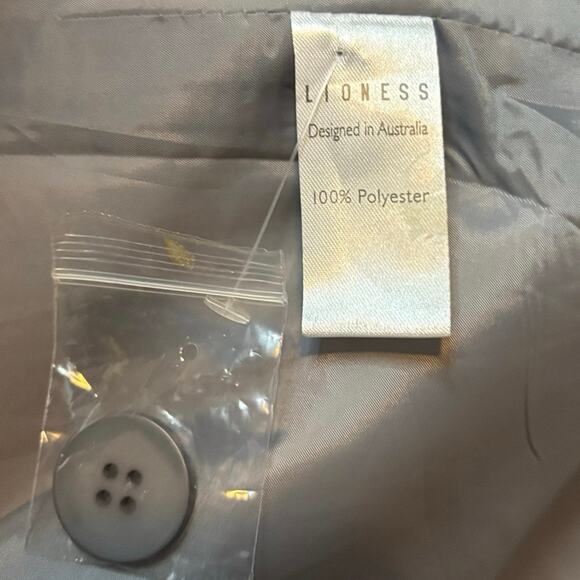 LIONESS
Designed in Australia
100% Polyester